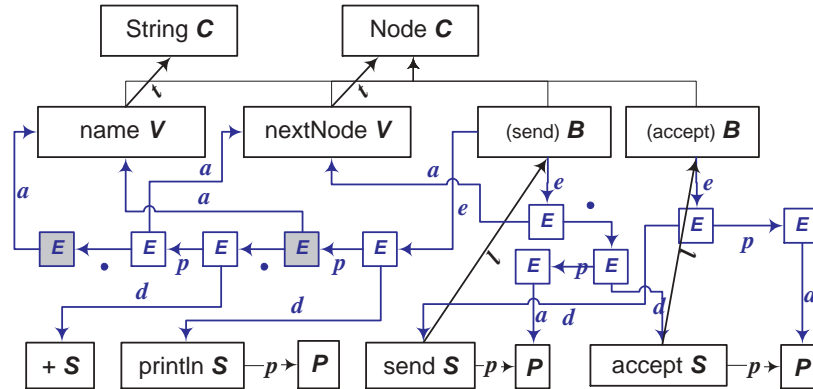 String C Node C
t t
name V nextNode V (send) B (accept) B
a a a a e e e
E E
E E E E E E E
p p p p
d d a d d a
l l
+ S println S p P send S p P accept S p P